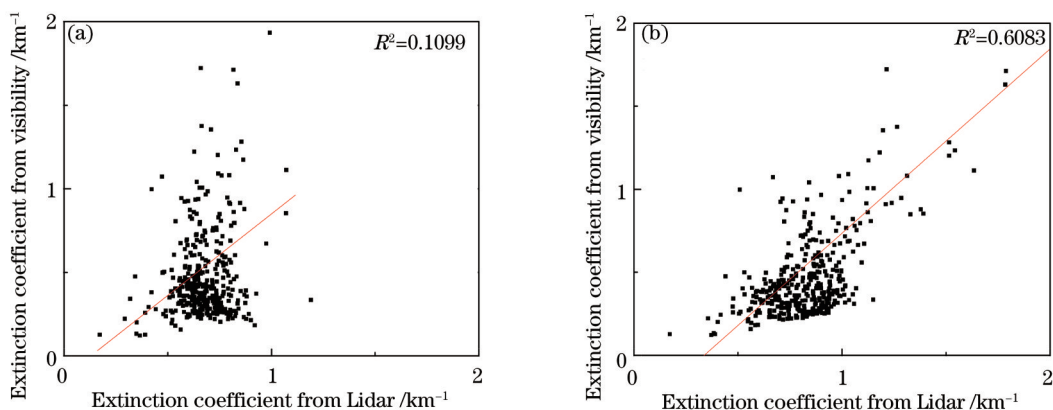 (a)
R²=0.1099
Extinction coefficient from visibility /km⁻¹
2
1
0
0
1
2
Extinction coefficient from Lidar /km⁻¹
(b)
R²=0.6083
Extinction coefficient from visibility /km⁻¹
2
1
0
0
1
2
Extinction coefficient from Lidar /km⁻¹